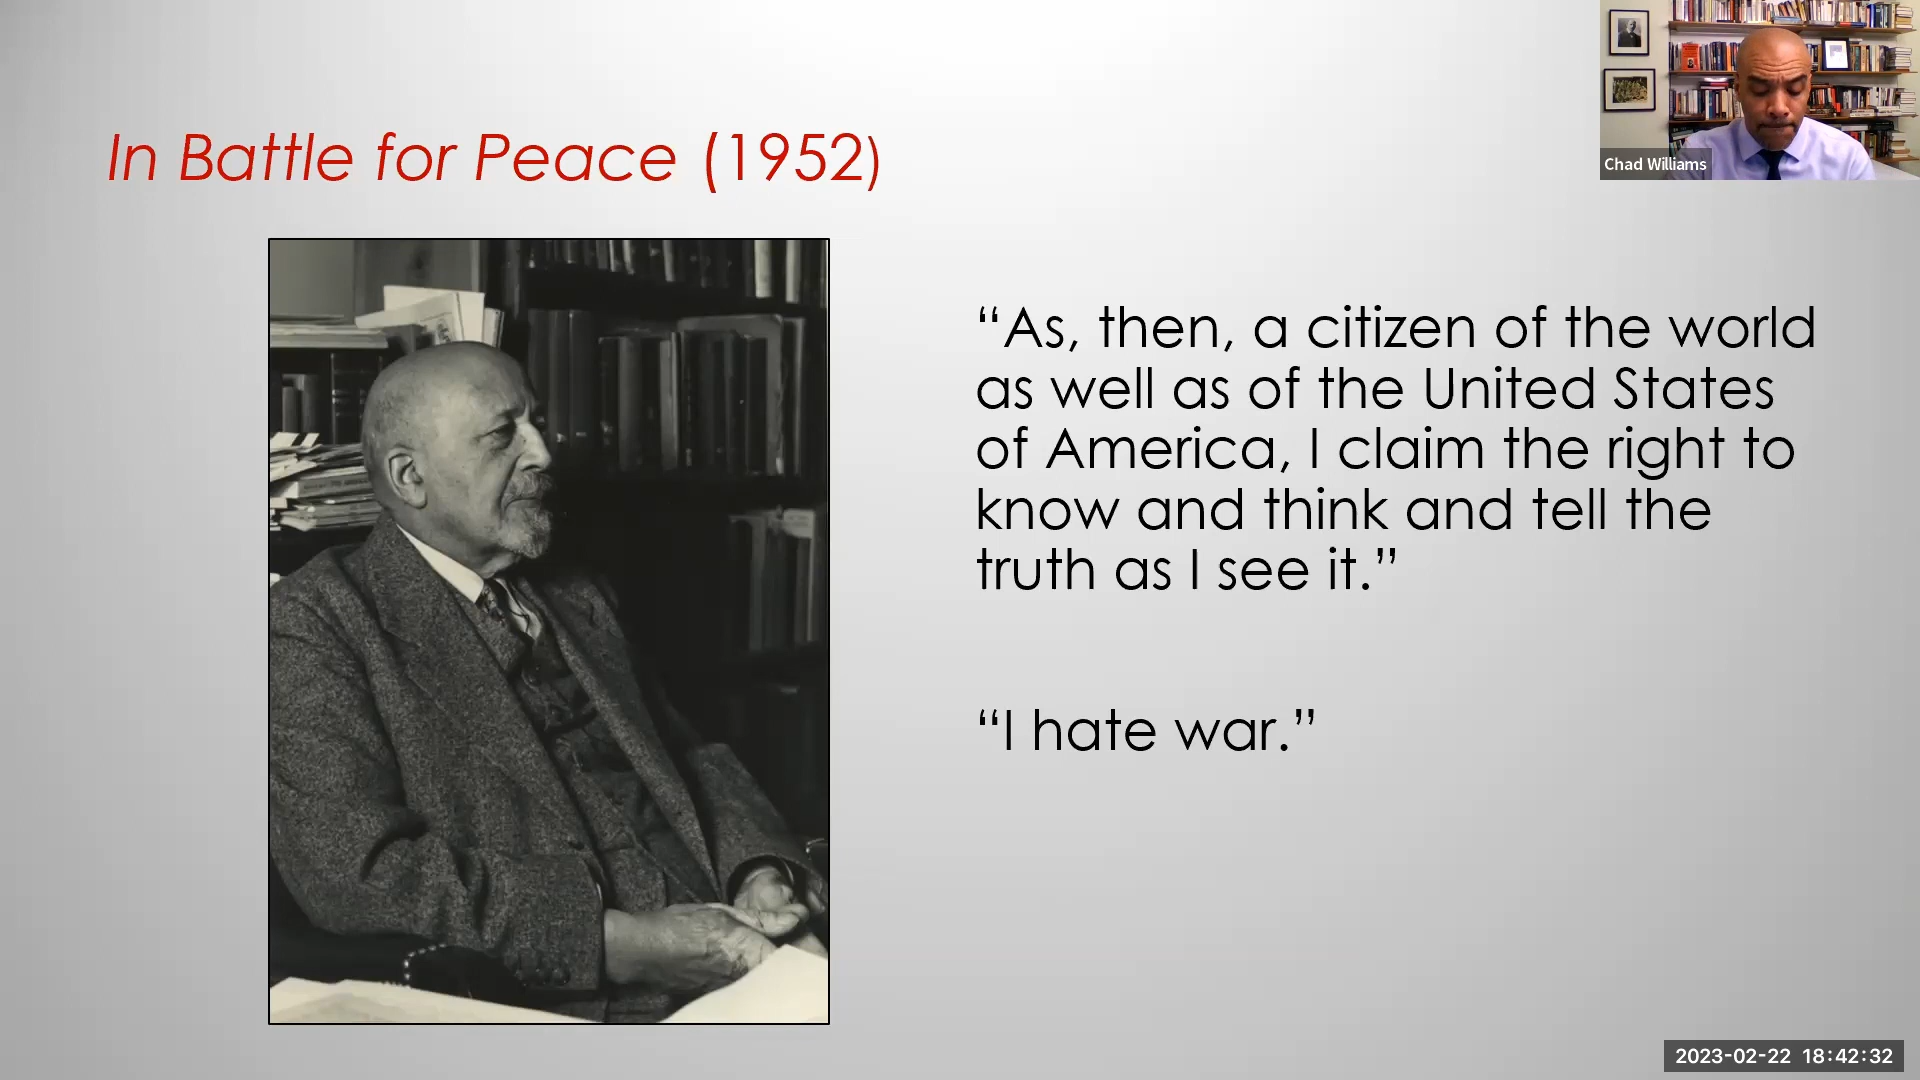 In Battle for Peace (1952)
Chad Williams
“As, then, a citizen of the world
as well as of the United States
of America, I claim the right to
know and think and tell the
truth as I see it.”
“I hate war.”
2023-02-22 18:42:32